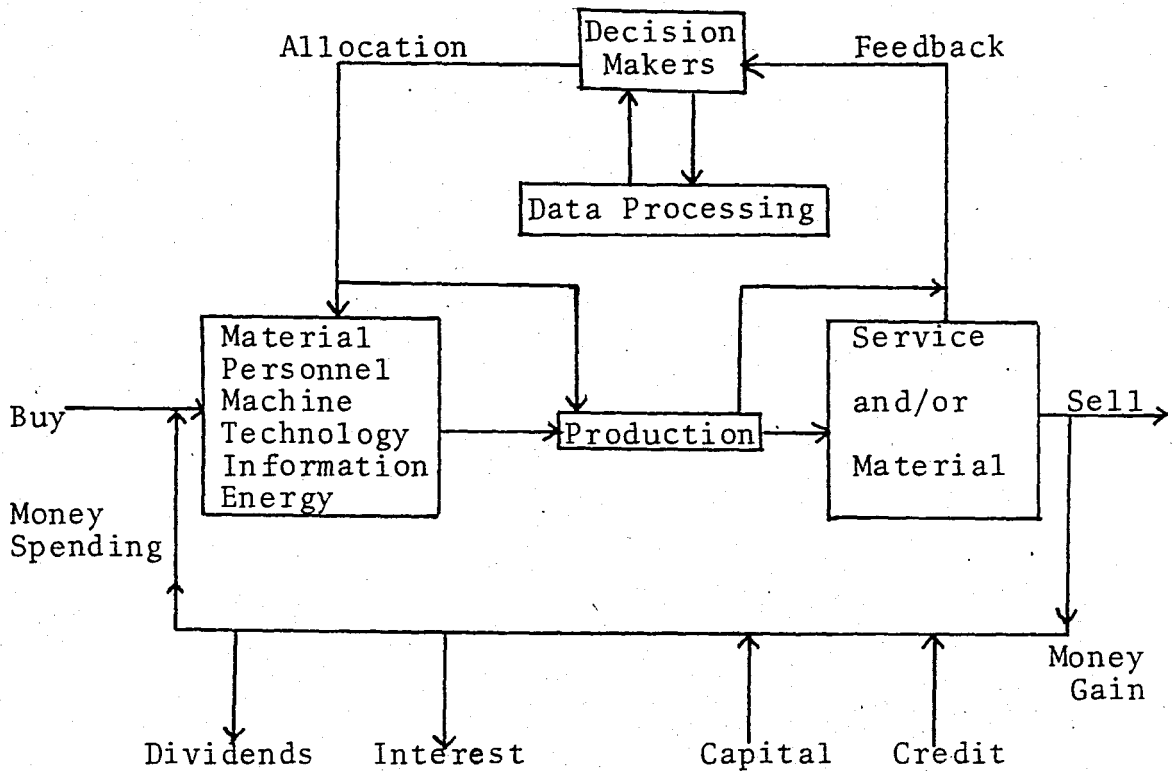 Allocation
Decision
Makers
Feedback
Data Processing
Material
Personnel
Machine
Technology
Information
Energy
Buy
Production
Service
and/or
Material
Sell
Money
Spending
Money
Gain
Dividends
Interest
Capital
Credit